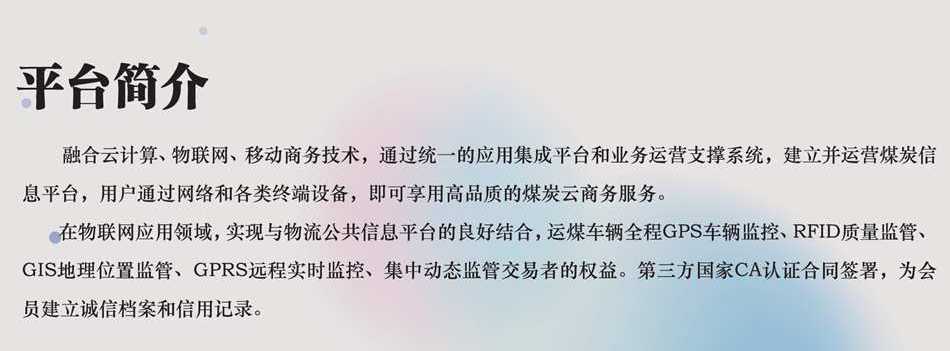 平台简介
融合云计算、物联网、移动商务技术，通过统一的应用集成平台和业务运营支撑系统，建立并运营煤炭信
息平台，用户通过网络和各类终端设备，即可享用高品质的煤炭云商务服务。
在物联网应用领域，实现与物流公共信息平台的良好结合，运煤车辆全程GPS车辆监控、RFID质量监管、
GIS地理位置监管、GPRS远程实时监控、集中动态监管交易者的权益。第三方国家CA认证合同签署，为会
员建立诚信档案和信用记录。